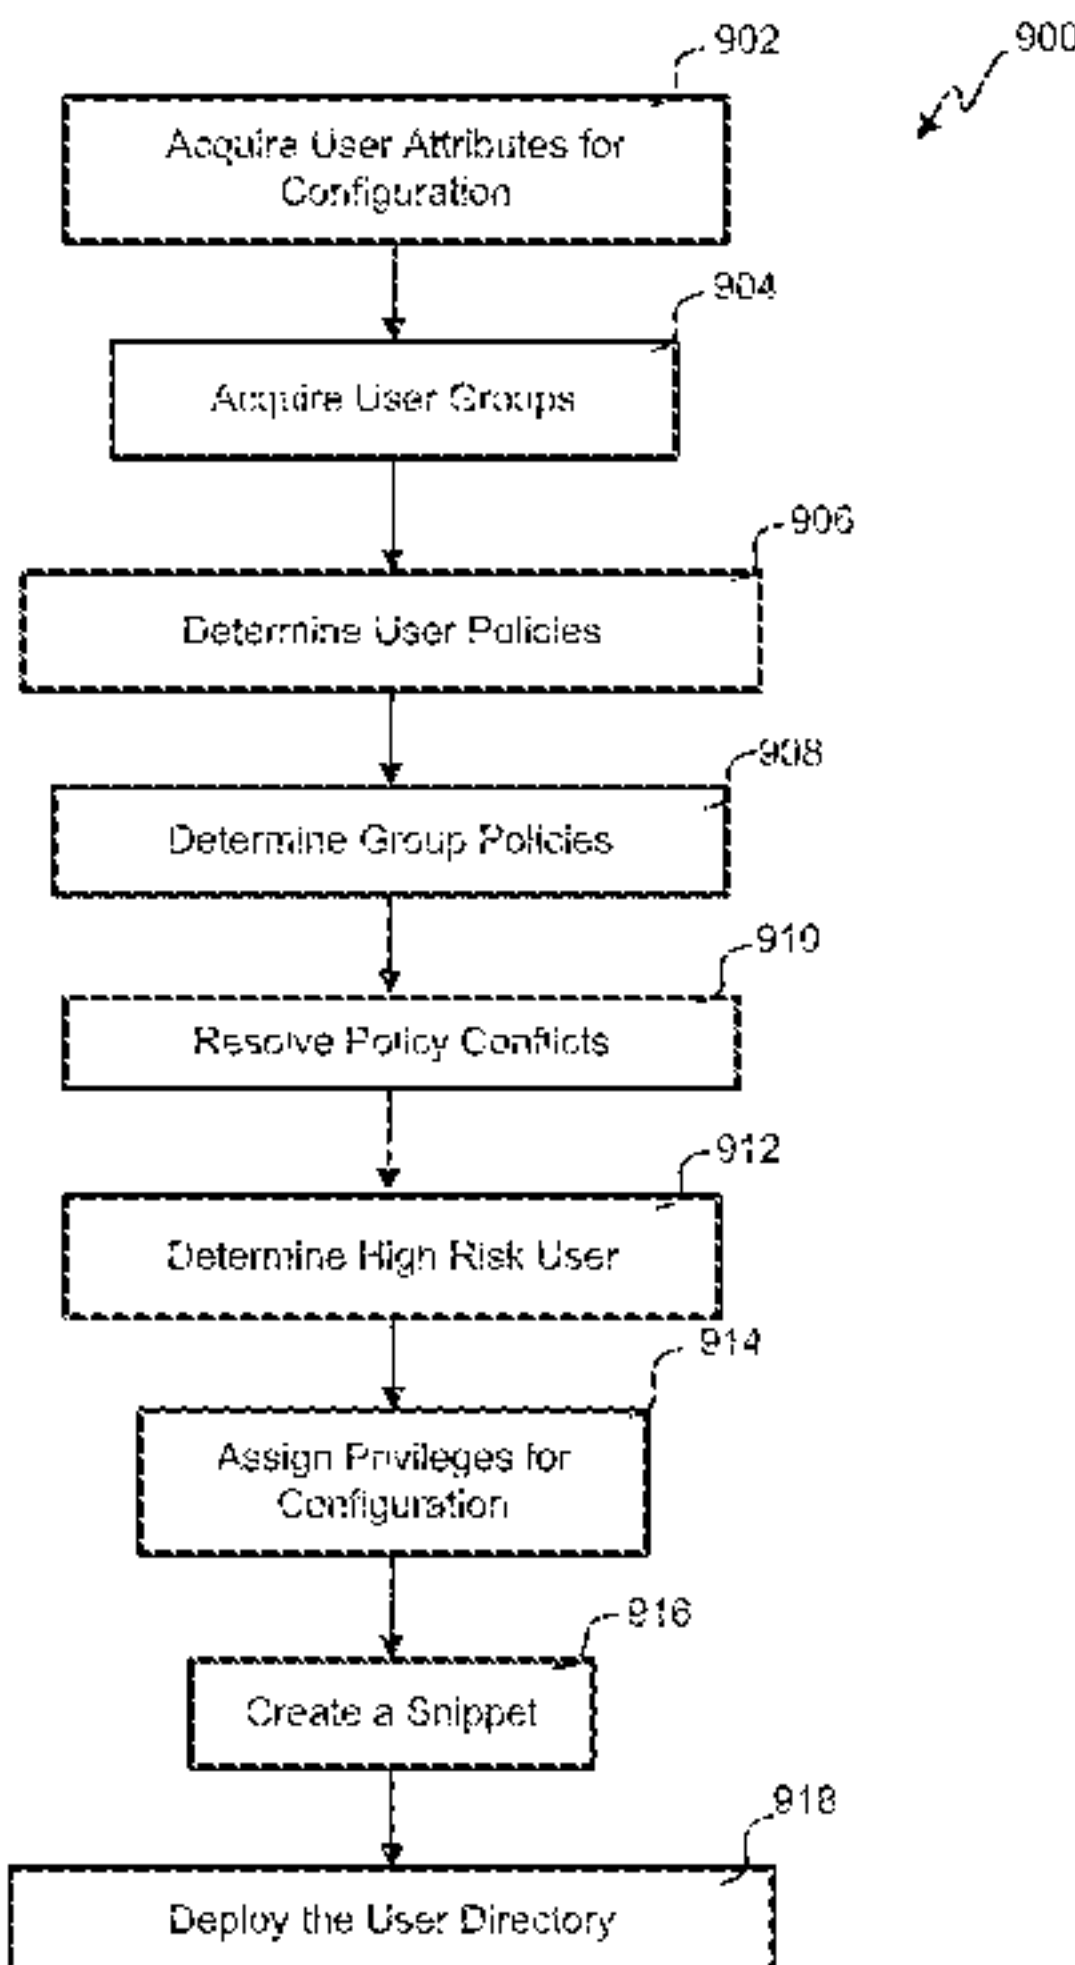 902
900
Acquire User Attributes for
Configuration
904
Acquire User Groups
906
Determine User Policies
908
Determine Group Policies
910
Resolve Policy Conflicts
912
Determine High Risk User
914
Assign Privileges for
Configuration
916
Create a Snippet
918
Deploy the User Directory